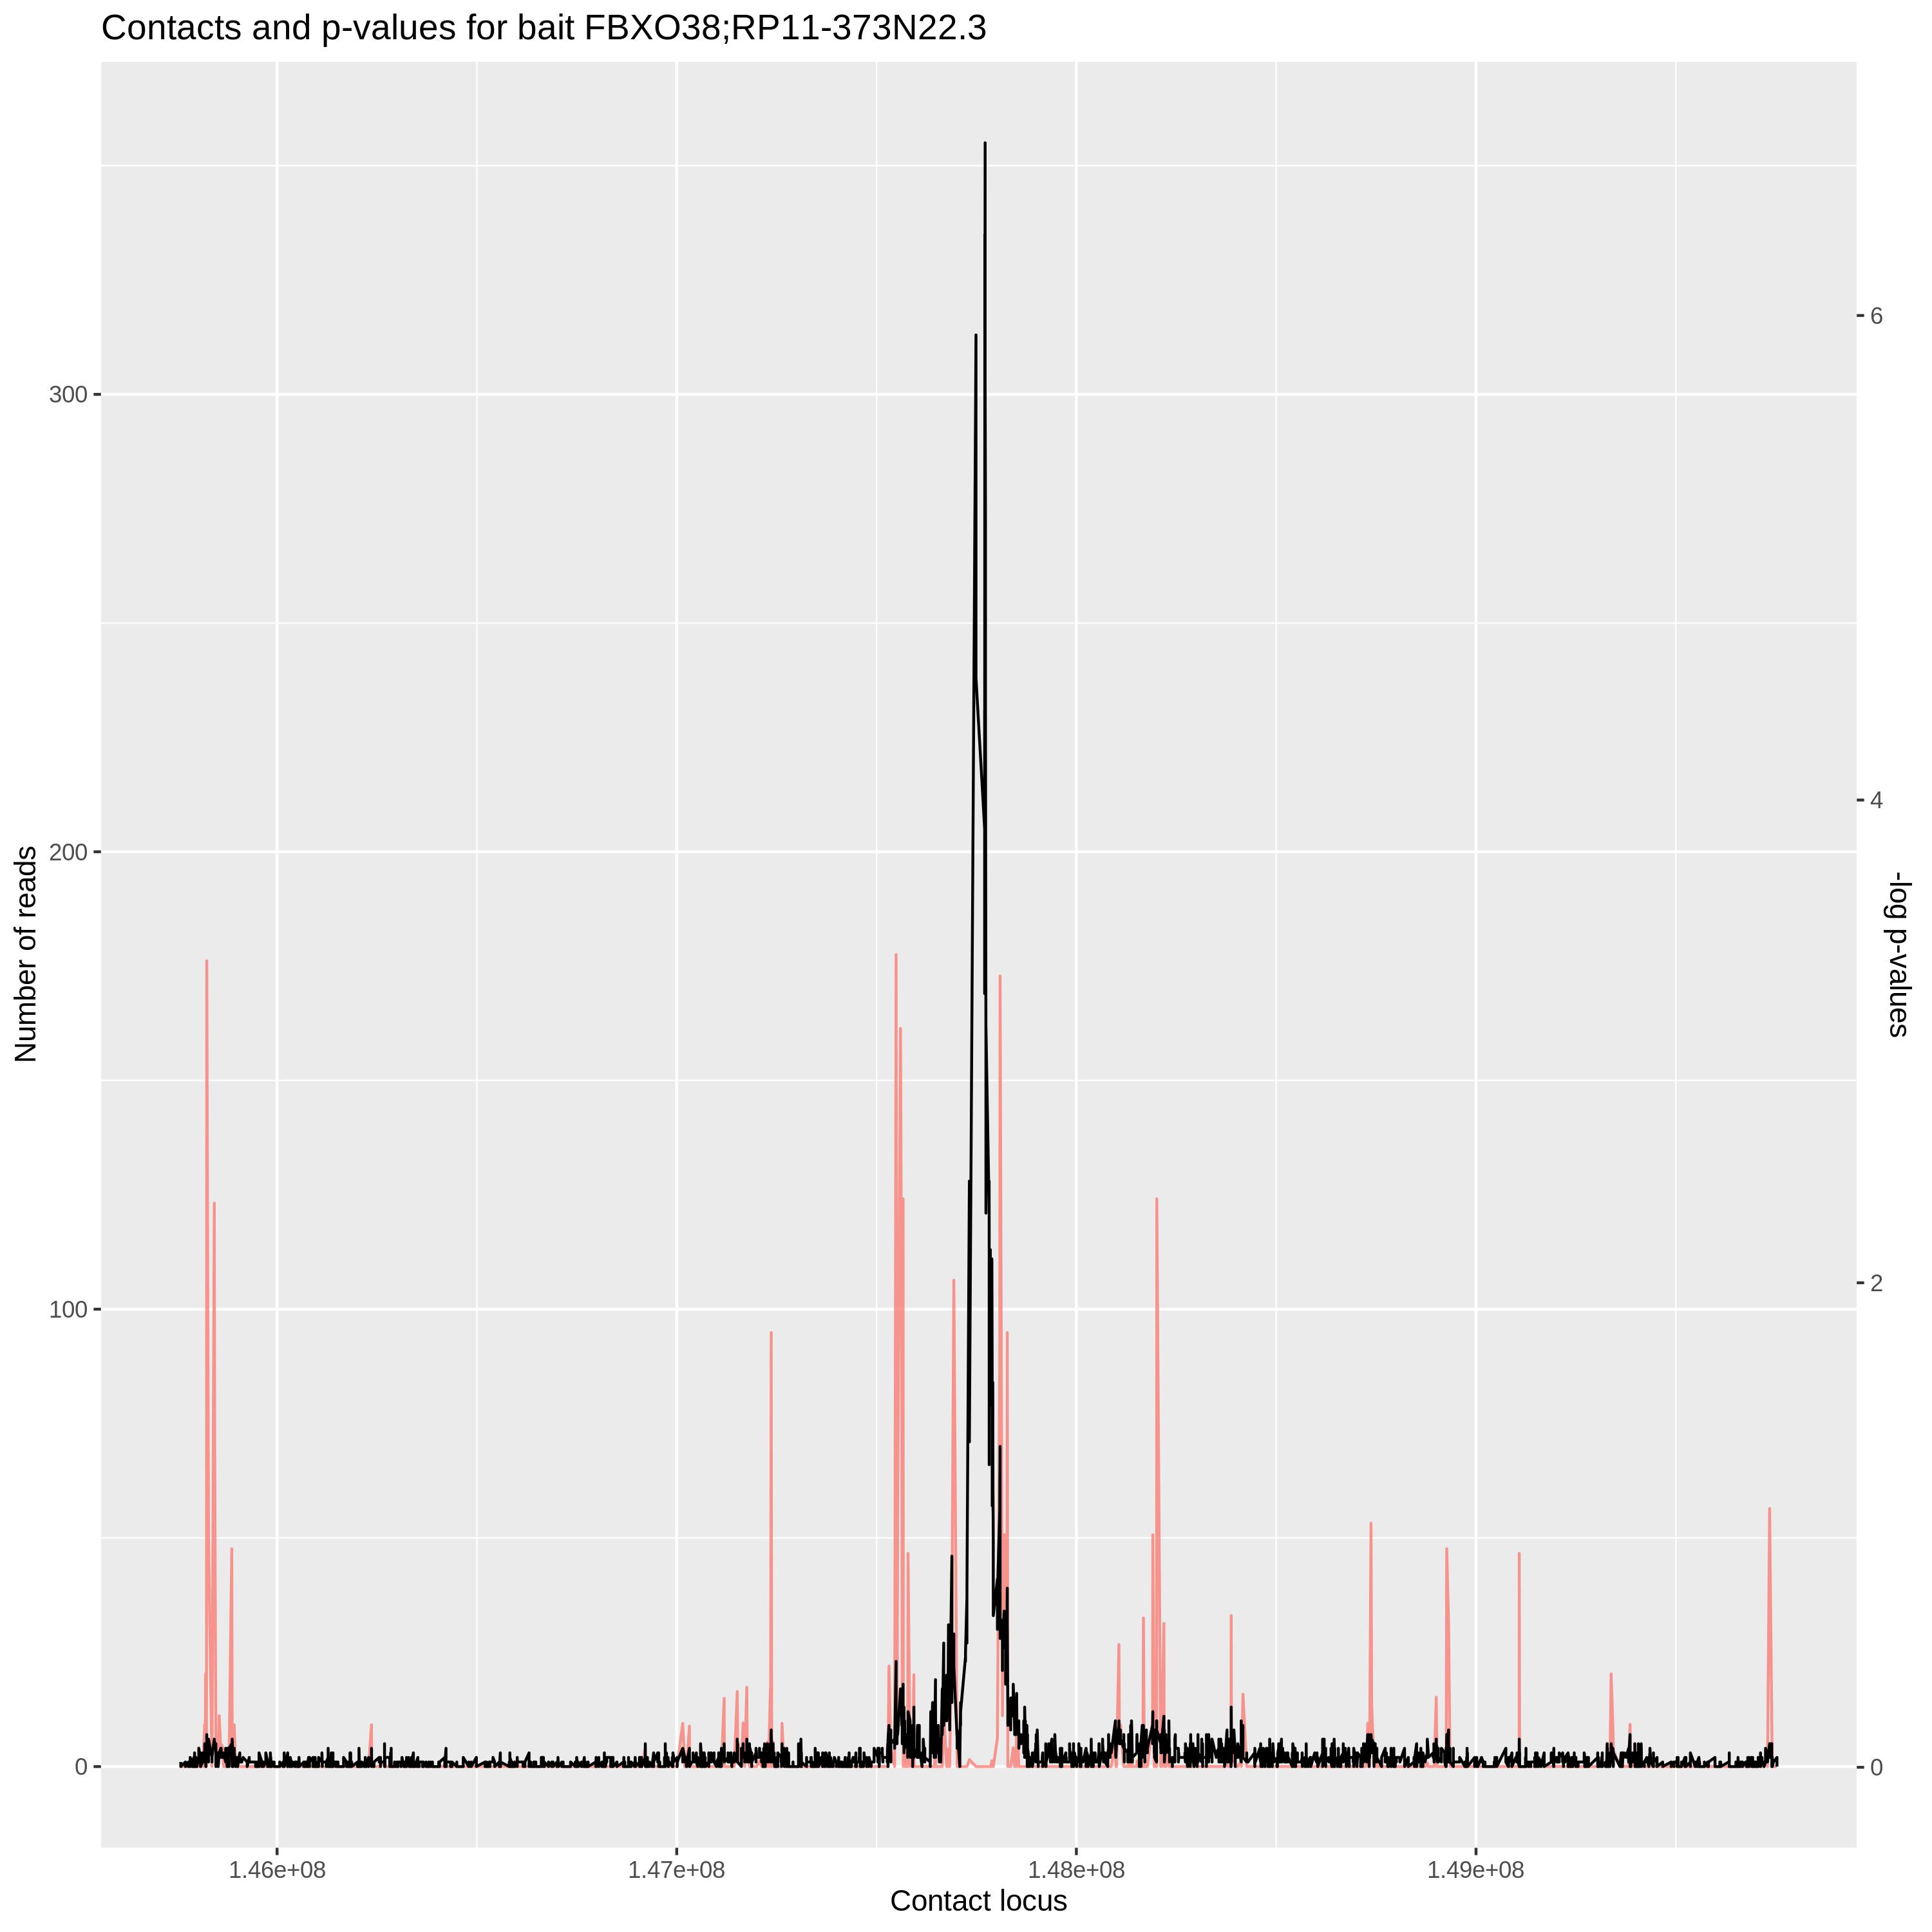 Contacts and p-values for bait FBXO38;RP11-373N22.3
Number of reads
300
200
100
0
6
4
2
0
-log p-values
1.46e+08
1.47e+08
1.48e+08
1.49e+08
Contact locus